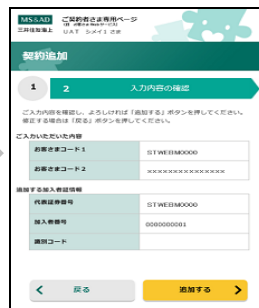 MS&AD
三井住友海上
ご契約者さま専用ページ
UAT シメイ1 さま
契約追加
1
2 入力内容の確認
ご入力内容を確認し、よろしければ「追加する」ボタンを押してください。
修正する場合は「戻る」ボタンを押してください。
ご入力いただいた内容
お客さまコード1 STWEBM0000
お客さまコード2 ×××××××××××××××
追加する加入者証情報
代表証券番号 STWEBM0000
加入者番号 0000000001
識別コード
戻る
追加する